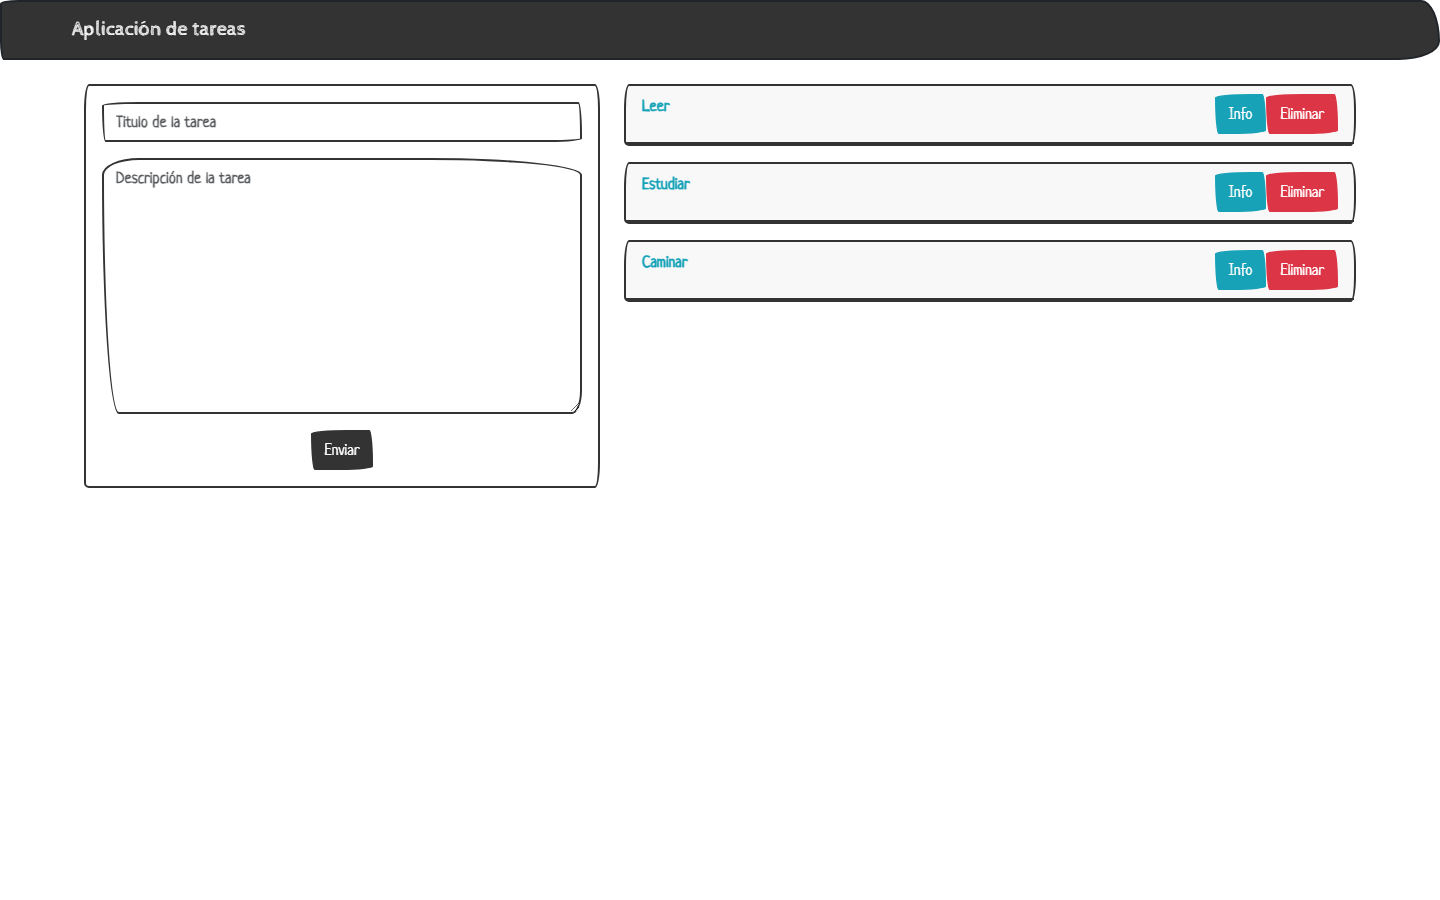 Aplicación de tareas
Titulo de la tarea
Descripción de la tarea
Enviar
Leer Info Eliminar
Estudiar Info Eliminar
Caminar Info Eliminar